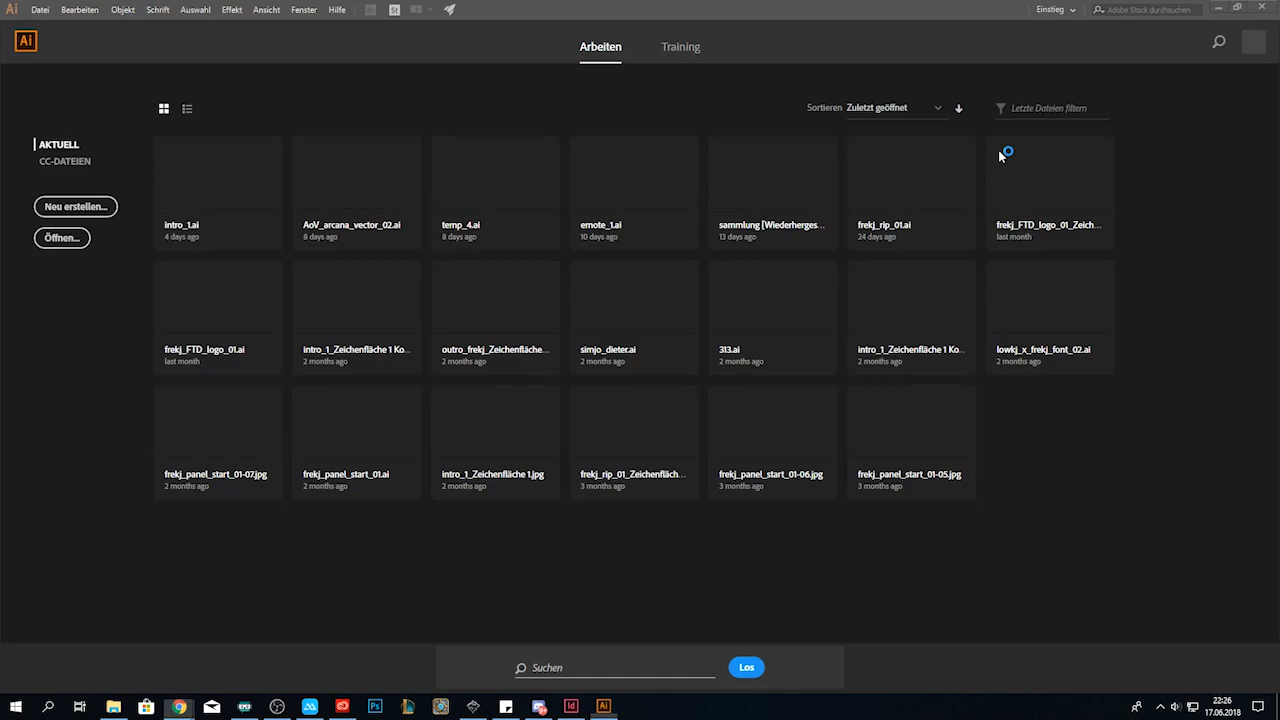 Ai Datei Bearbeiten Objekt Schrift Auswahl Effekt Ansicht Fenster Hilfe Br St Einstieg Adobe Stock durchsuchen
Ai Arbeiten Training
Sortieren Zuletzt geöffnet Letzte Dateien filtern
AKTUELL
CC-DATEIEN
Neu erstellen...
Öffnen...
intro_1.ai AoV_arcana_vector_02.ai temp_4.ai emote_1.ai sammlung [Wiederherges... frekj_rip_01.ai frekj_FTD_logo_01_Zeich...
4 days ago 8 days ago 8 days ago 10 days ago 13 days ago 24 days ago last month
frekj_FTD_logo_01.ai intro_1_Zeichenfläche 1 Ko... outro_frekj_Zeichenfläche... simjo_dieter.ai 313.ai intro_1_Zeichenfläche 1 Ko... lowkj_x_frekj_font_02.ai
last month 2 months ago 2 months ago 2 months ago 2 months ago 2 months ago 2 months ago
frekj_panel_start_01-07.jpg frekj_panel_start_01.ai intro_1_Zeichenfläche 1.jpg frekj_rip_01_Zeichenfläch... frekj_panel_start_01-06.jpg frekj_panel_start_01-05.jpg
2 months ago 2 months ago 2 months ago 3 months ago 3 months ago 3 months ago
Suchen Los
Ps Id Ai 22:26
17.06.2018